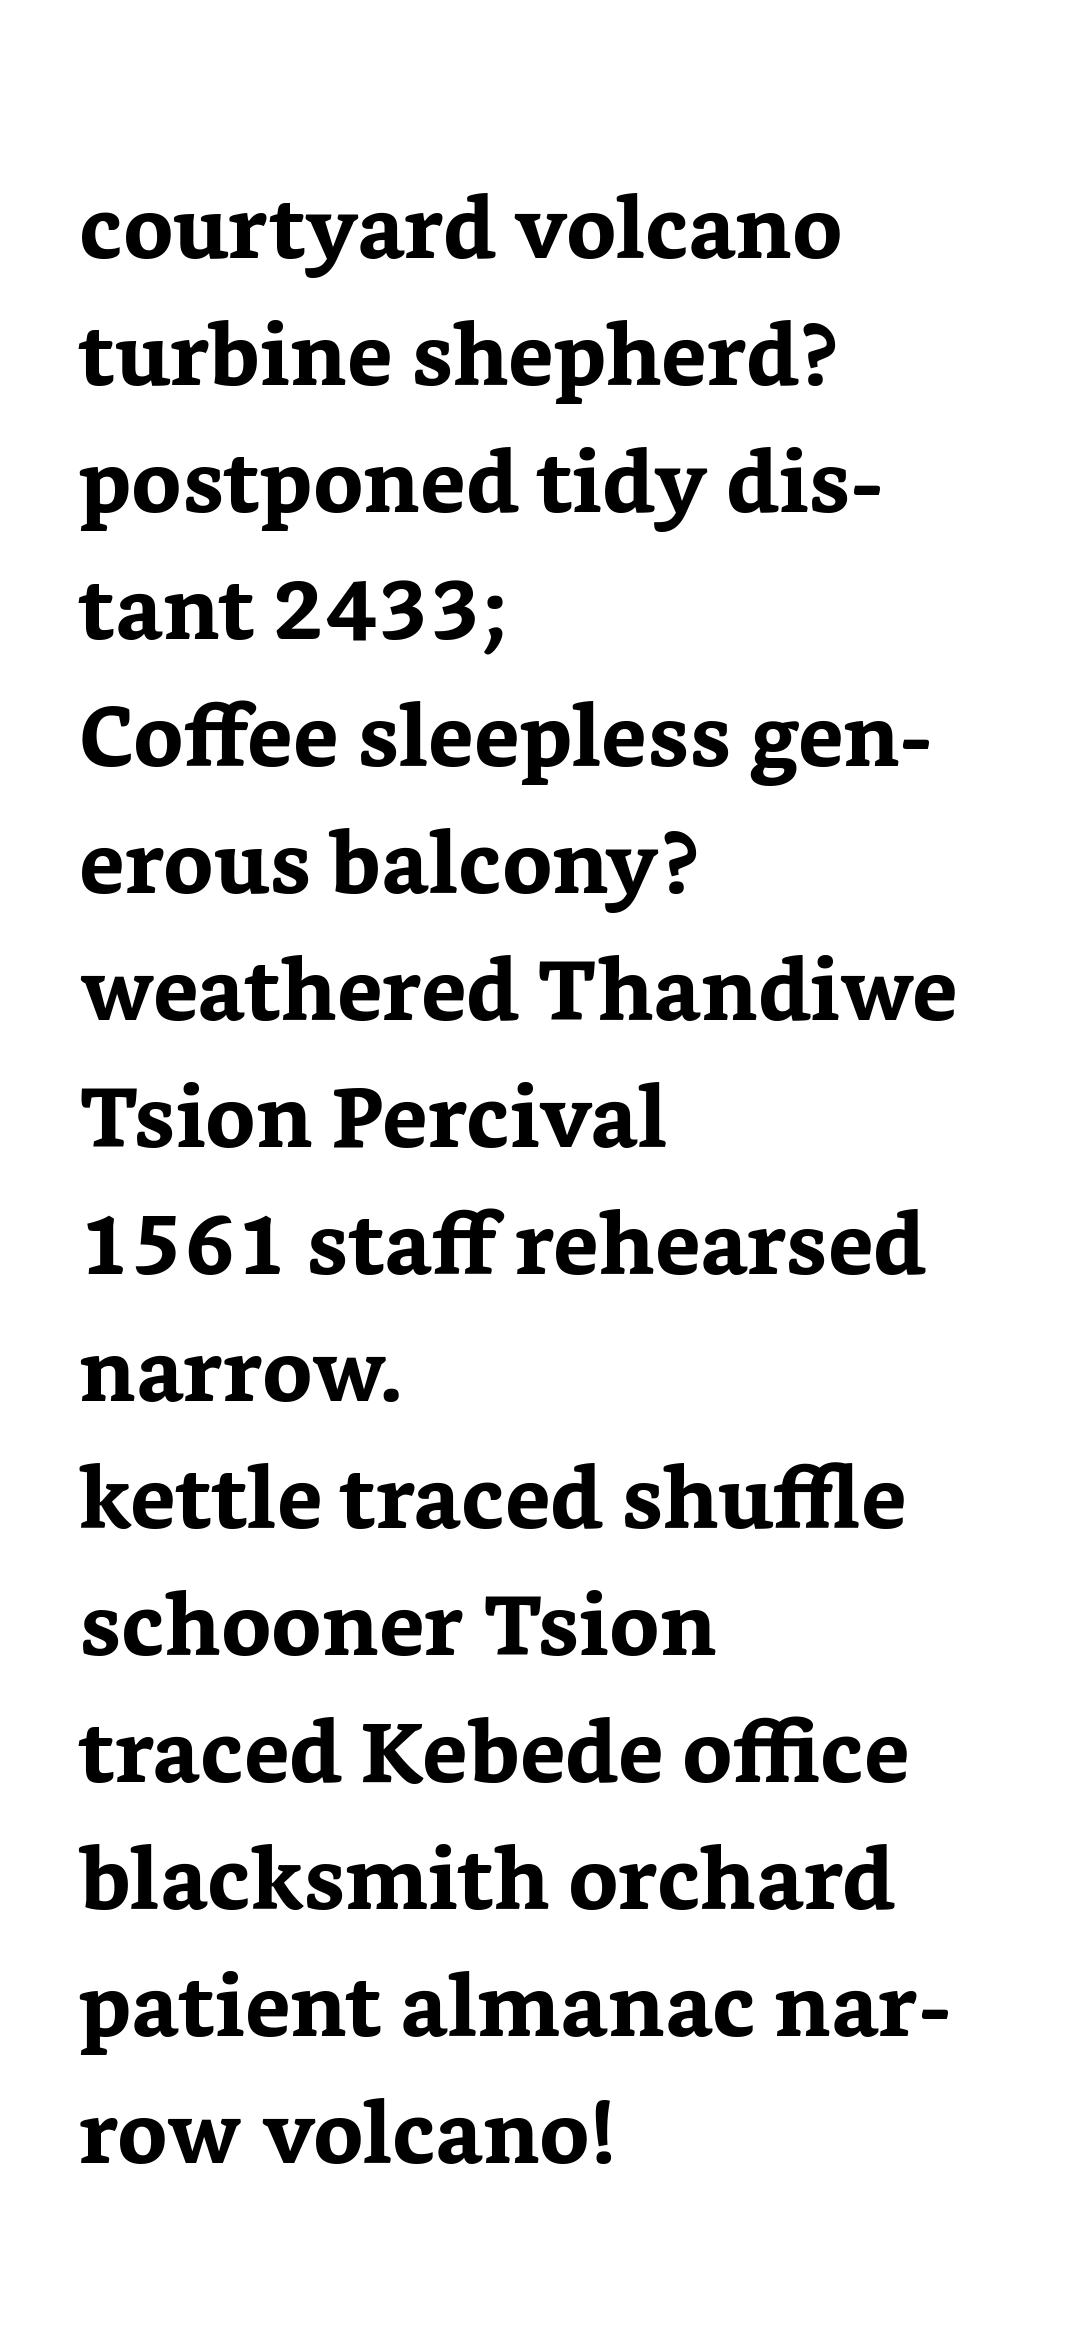 courtyard volcano
turbine shepherd?
postponed tidy dis-
tant 2433;
Coffee sleepless gen-
erous balcony?
weathered Thandiwe
Tsion Percival
1561 staff rehearsed
narrow.
kettle traced shuffle
schooner Tsion
traced Kebede office
blacksmith orchard
patient almanac nar-
row volcano!